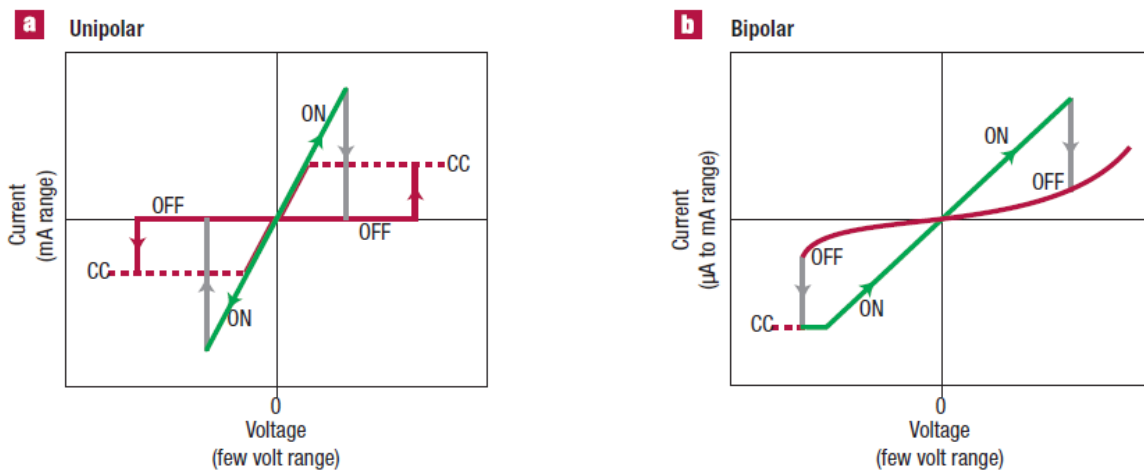 a Unipolar
ON
CC
OFF
OFF
CC
ON
Current
(mA range)
0
Voltage
(few volt range)
b Bipolar
ON
OFF
OFF
ON
CC
Current
(µA to mA range)
0
Voltage
(few volt range)